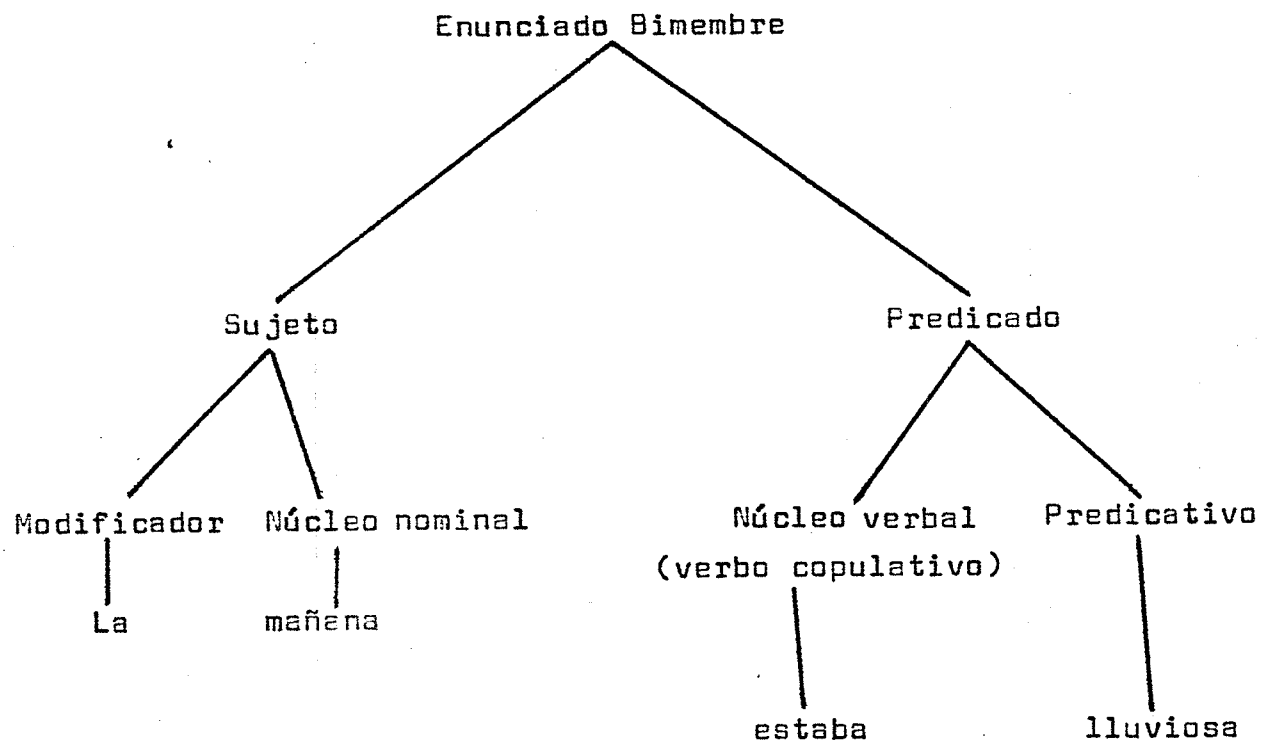 Enunciado Bimembre
Sujeto Predicado
Modificador Núcleo nominal Núcleo verbal Predicativo
(verbo copulativo)
La mañana
estaba lluviosa